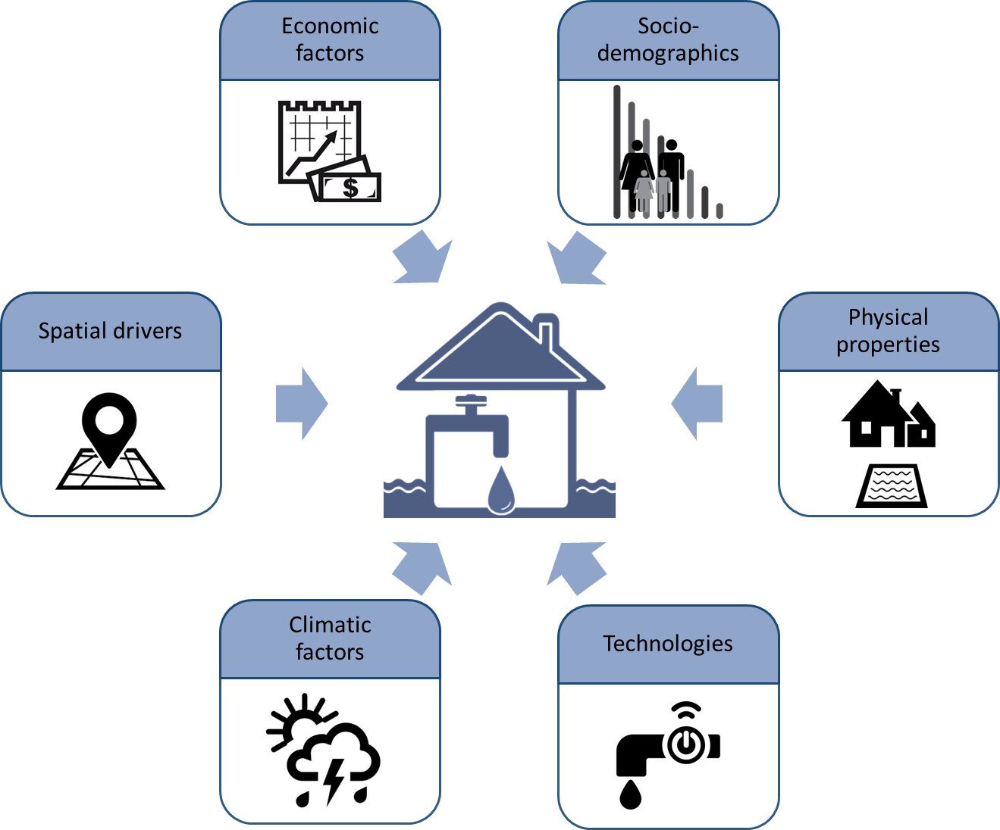 Economic
factors
Socio-
demographics
$
Spatial drivers
Physical
properties
Climatic
factors
Technologies